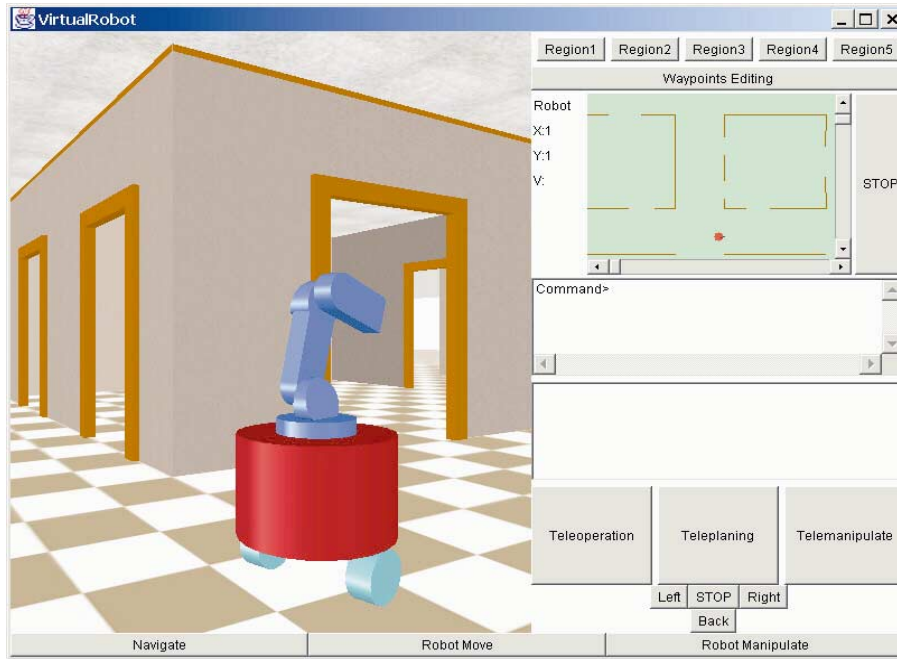 VirtualRobot
Region1 Region2 Region3 Region4 Region5
Waypoints Editing
Robot
X:1
Y:1
V:
STOP
Command>
Teleoperation Teleplaning Telemanipulate
Left STOP Right
Back
Navigate Robot Move Robot Manipulate